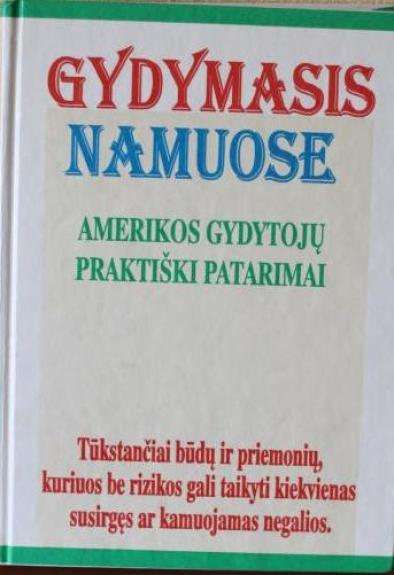 GYDYMASIS
NAMUOSE
AMERIKOS GYDYTOJŲ
PRAKTIŠKI PATARIMAI
Tūkstančiai būdų ir priemonių,
kuriuos be rizikos gali taikyti kiekvienas
susirgęs ar kamuojamas negalios.